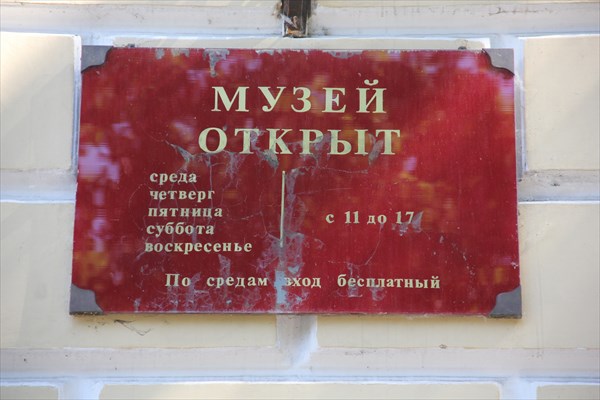 МУЗЕЙ
ОТКРЫТ
среда
четверг
пятница
суббота
воскресенье
с 11 до 17
По средам вход бесплатный